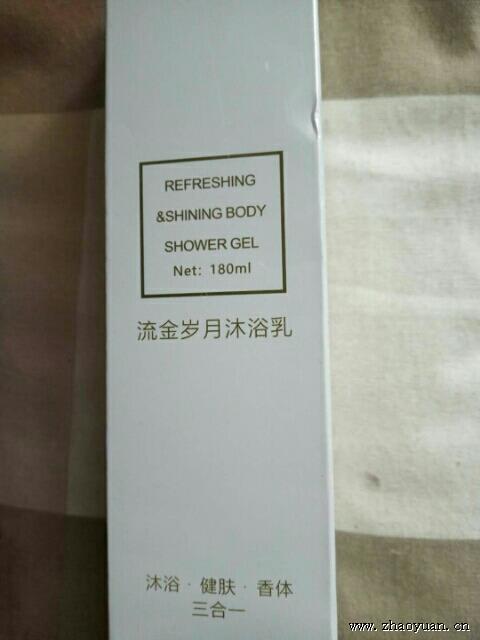 REFRESHING
&SHINING BODY
SHOWER GEL
Net: 180ml
流金岁月沐浴乳
沐浴 · 健肤 · 香体
三合一
www.zhaoyuan.cn